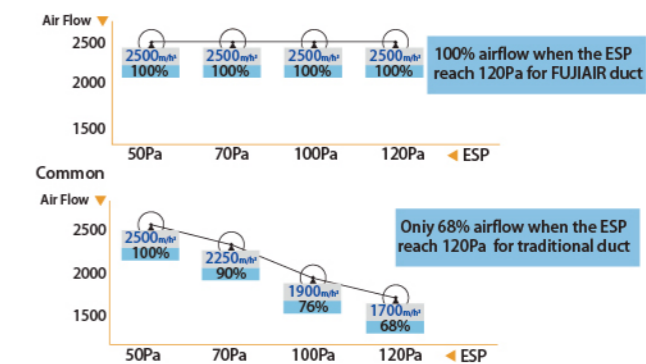 Air Flow
2500
2500m/h³ 2500m/h³ 2500m/h³ 2500m/h³
100% 100% 100% 100%
100% airflow when the ESP
reach 120Pa for FUJIAIR duct
2000
1500
50Pa 70Pa 100Pa 120Pa ESP
Common
Air Flow
2500
2500m/h³
100%
2250m/h³
90%
Only 68% airflow when the ESP
reach 120Pa for traditional duct
2000
1900m/h³
76%
1500
1700m/h³
68%
50Pa 70Pa 100Pa 120Pa ESP